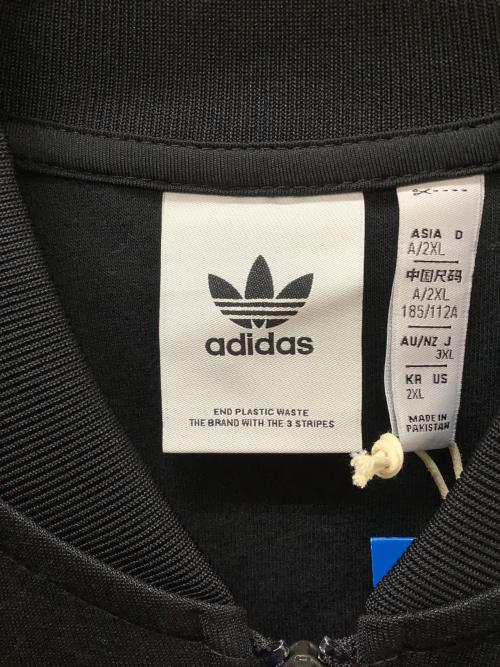 adidas
END PLASTIC WASTE
THE BRAND WITH THE 3 STRIPES
ASIA D
A/2XL
中国尺码
A/2XL
185/112A
AU/NZ J
3XL
KR US
2XL
MADE IN
PAKISTAN